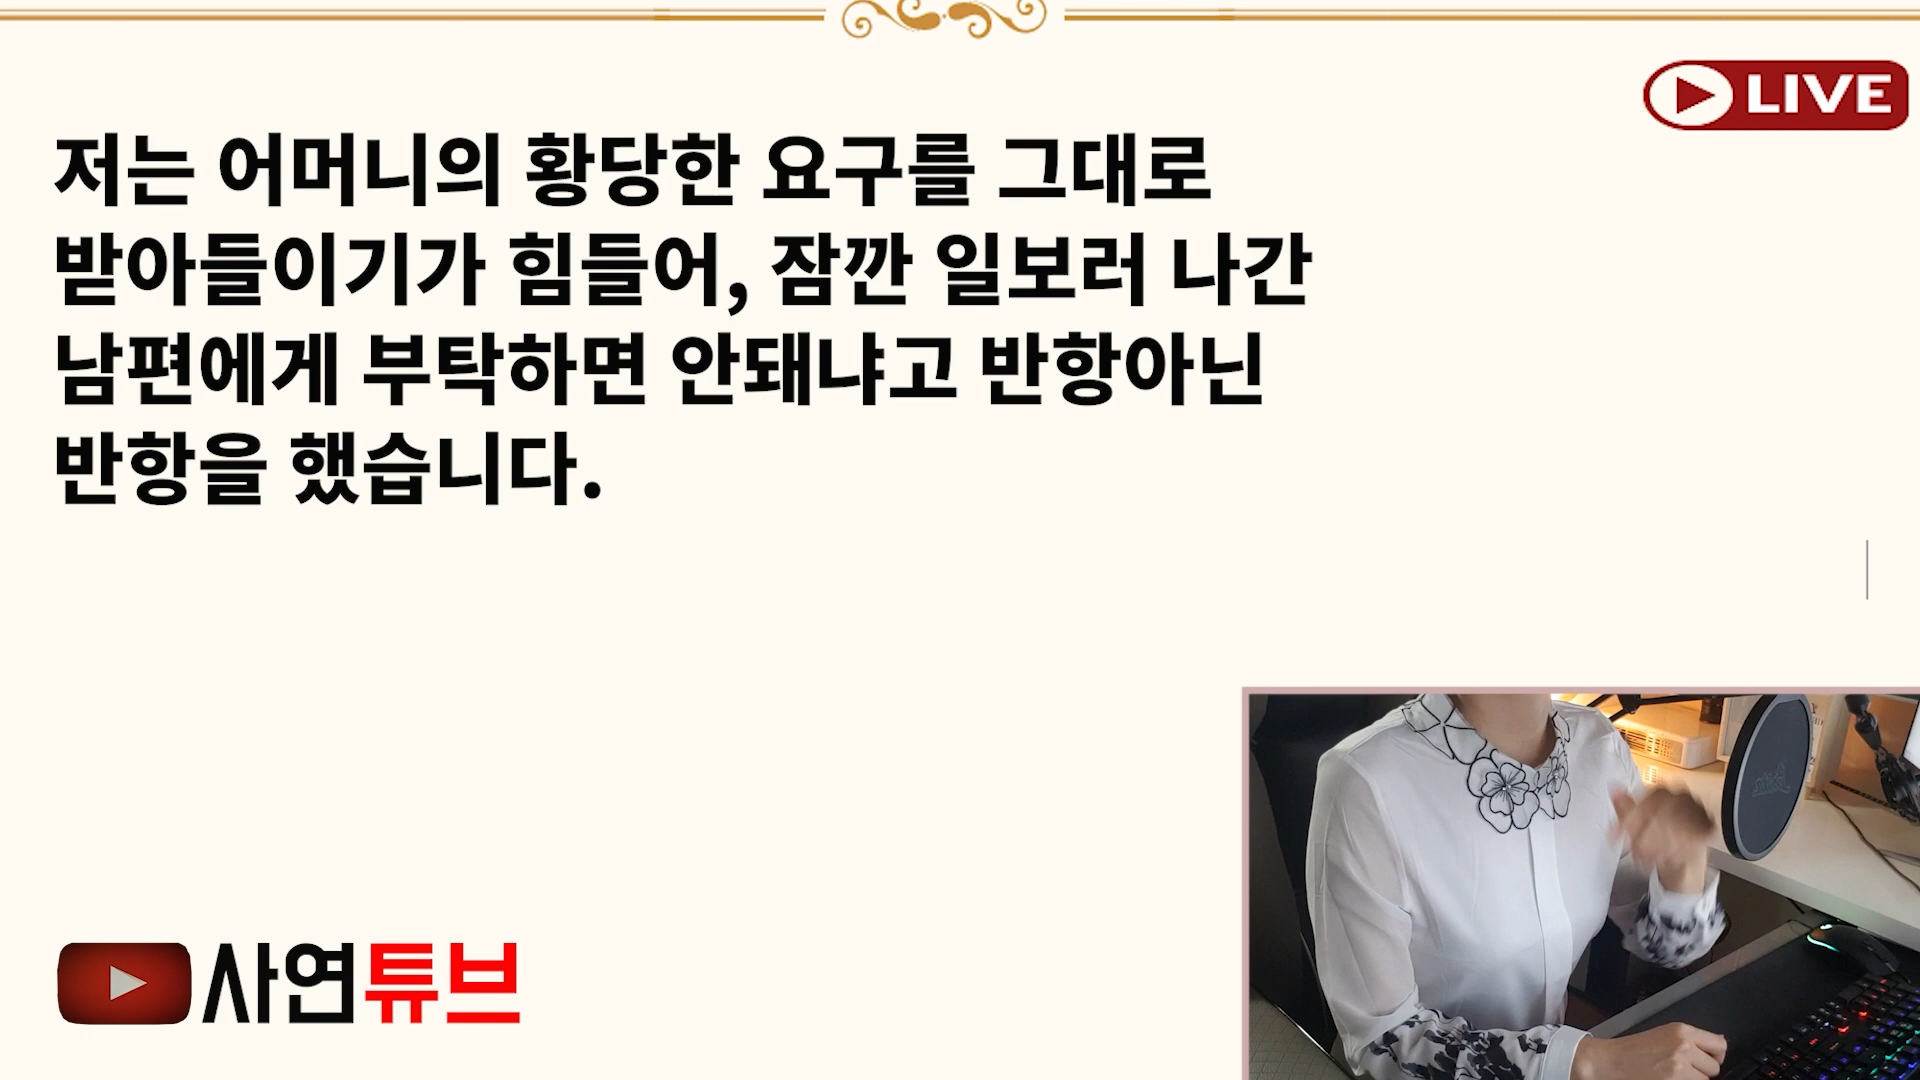 LIVE
저는 어머니의 황당한 요구를 그대로
받아들이기가 힘들어, 잠깐 일보러 나간
남편에게 부탁하면 안돼냐고 반항아닌
반항을 했습니다.
사연튜브